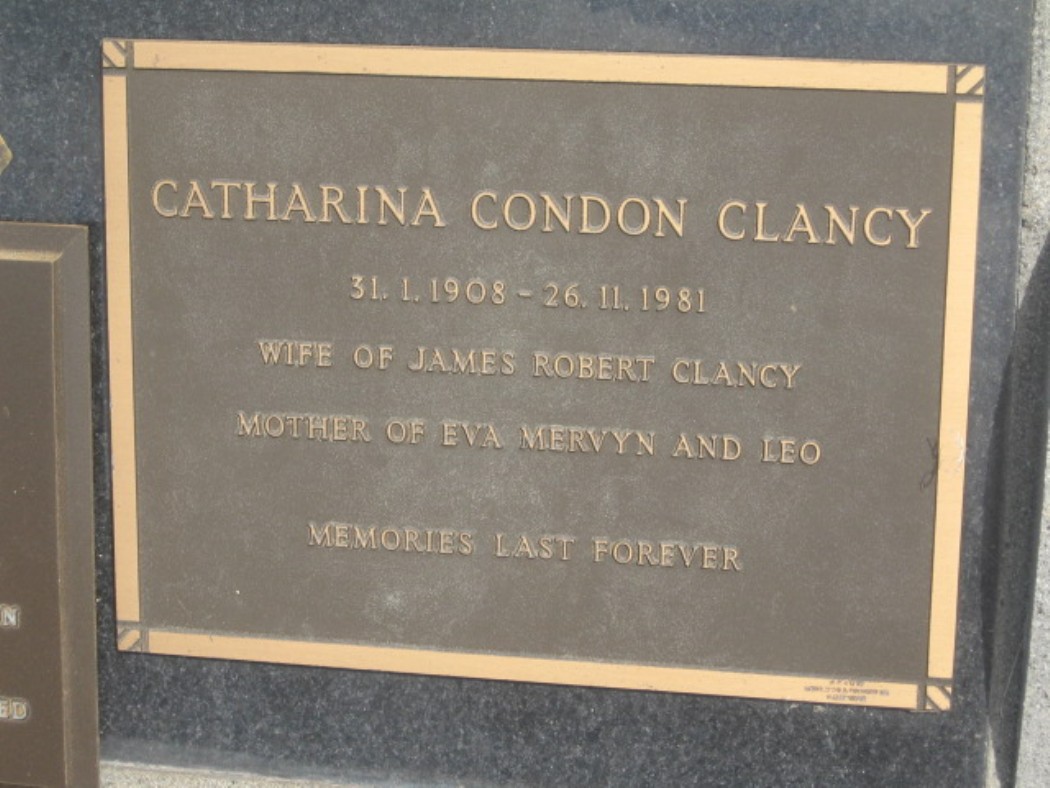 CATHARINA CONDON CLANCY
31. 1. 1908 - 26. 11. 1981
WIFE OF JAMES ROBERT CLANCY
MOTHER OF EVA MERVYN AND LEO
MEMORIES LAST FOREVER